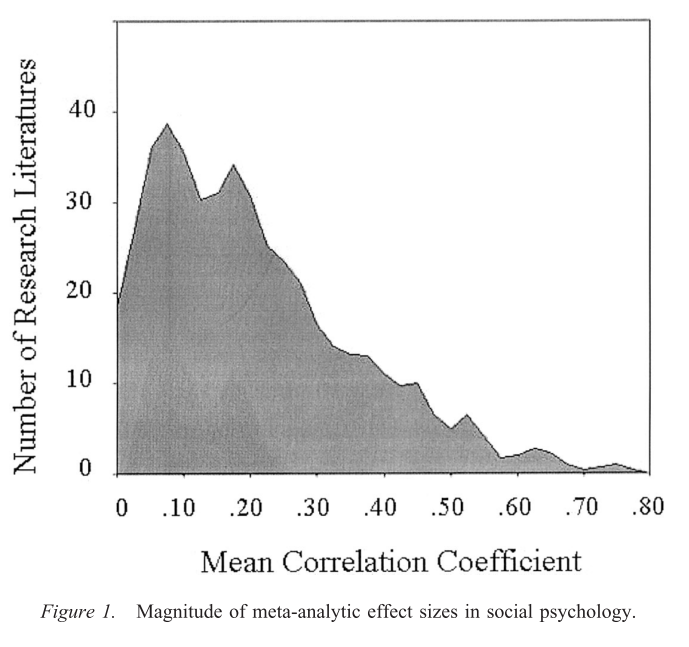 Number of Research Literatures
40
30
20
10
0
0 .10 .20 .30 .40 .50 .60 .70 .80
Mean Correlation Coefficient
Figure 1. Magnitude of meta-analytic effect sizes in social psychology.